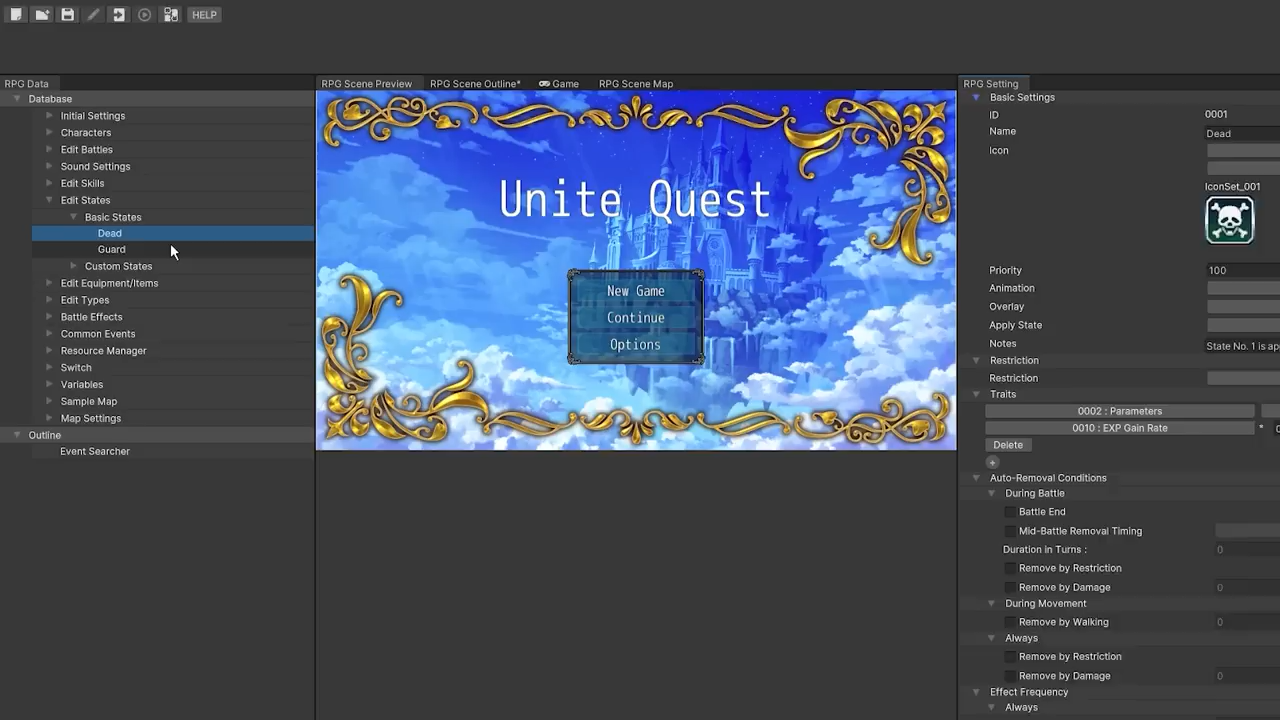 HELP
RPG Data
Database
Initial Settings
Characters
Edit Battles
Sound Settings
Edit Skills
Edit States
Basic States
Dead
Guard
Custom States
Edit Equipment/Items
Edit Types
Battle Effects
Common Events
Resource Manager
Switch
Variables
Sample Map
Map Settings
Outline
Event Searcher
RPG Scene Preview
RPG Scene Outline*
Game
RPG Scene Map
Unite Quest
New Game
Continue
Options
RPG Setting
Basic Settings
ID 0001
Name Dead
Icon
IconSet_001
Priority 100
Animation
Overlay
Apply State
Notes State No. 1 is ap
Restriction
Restriction
Traits
0002 : Parameters
0010 : EXP Gain Rate *
Delete
Auto-Removal Conditions
During Battle
Battle End
Mid-Battle Removal Timing
Duration in Turns : 0
Remove by Restriction
Remove by Damage 0
During Movement
Remove by Walking 0
Always
Remove by Restriction
Remove by Damage 0
Effect Frequency
Always